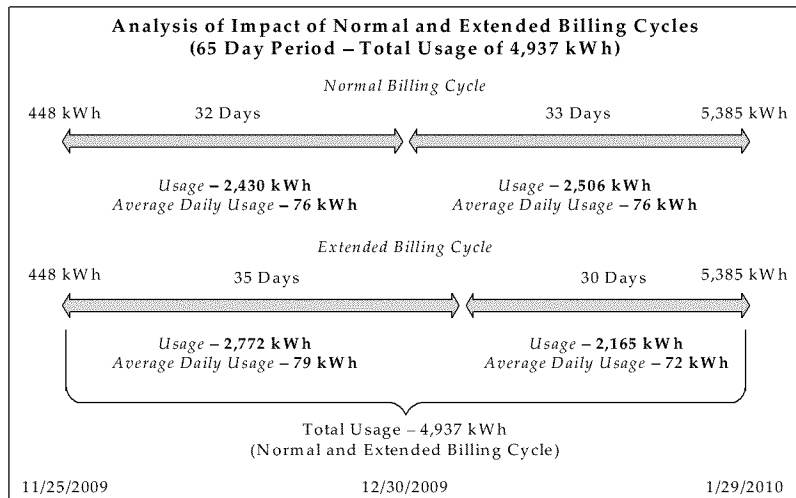 Analysis of Impact of Normal and Extended Billing Cycles
(65 Day Period – Total Usage of 4,937 kWh)
Normal Billing Cycle
448 kWh 32 Days 33 Days 5,385 kWh
Usage – 2,430 kWh Usage – 2,506 kWh
Average Daily Usage – 76 kWh Average Daily Usage – 76 kWh
Extended Billing Cycle
448 kWh 35 Days 30 Days 5,385 kWh
Usage – 2,772 kWh Usage – 2,165 kWh
Average Daily Usage – 79 kWh Average Daily Usage – 72 kWh
Total Usage – 4,937 kWh
(Normal and Extended Billing Cycle)
11/25/2009 12/30/2009 1/29/2010